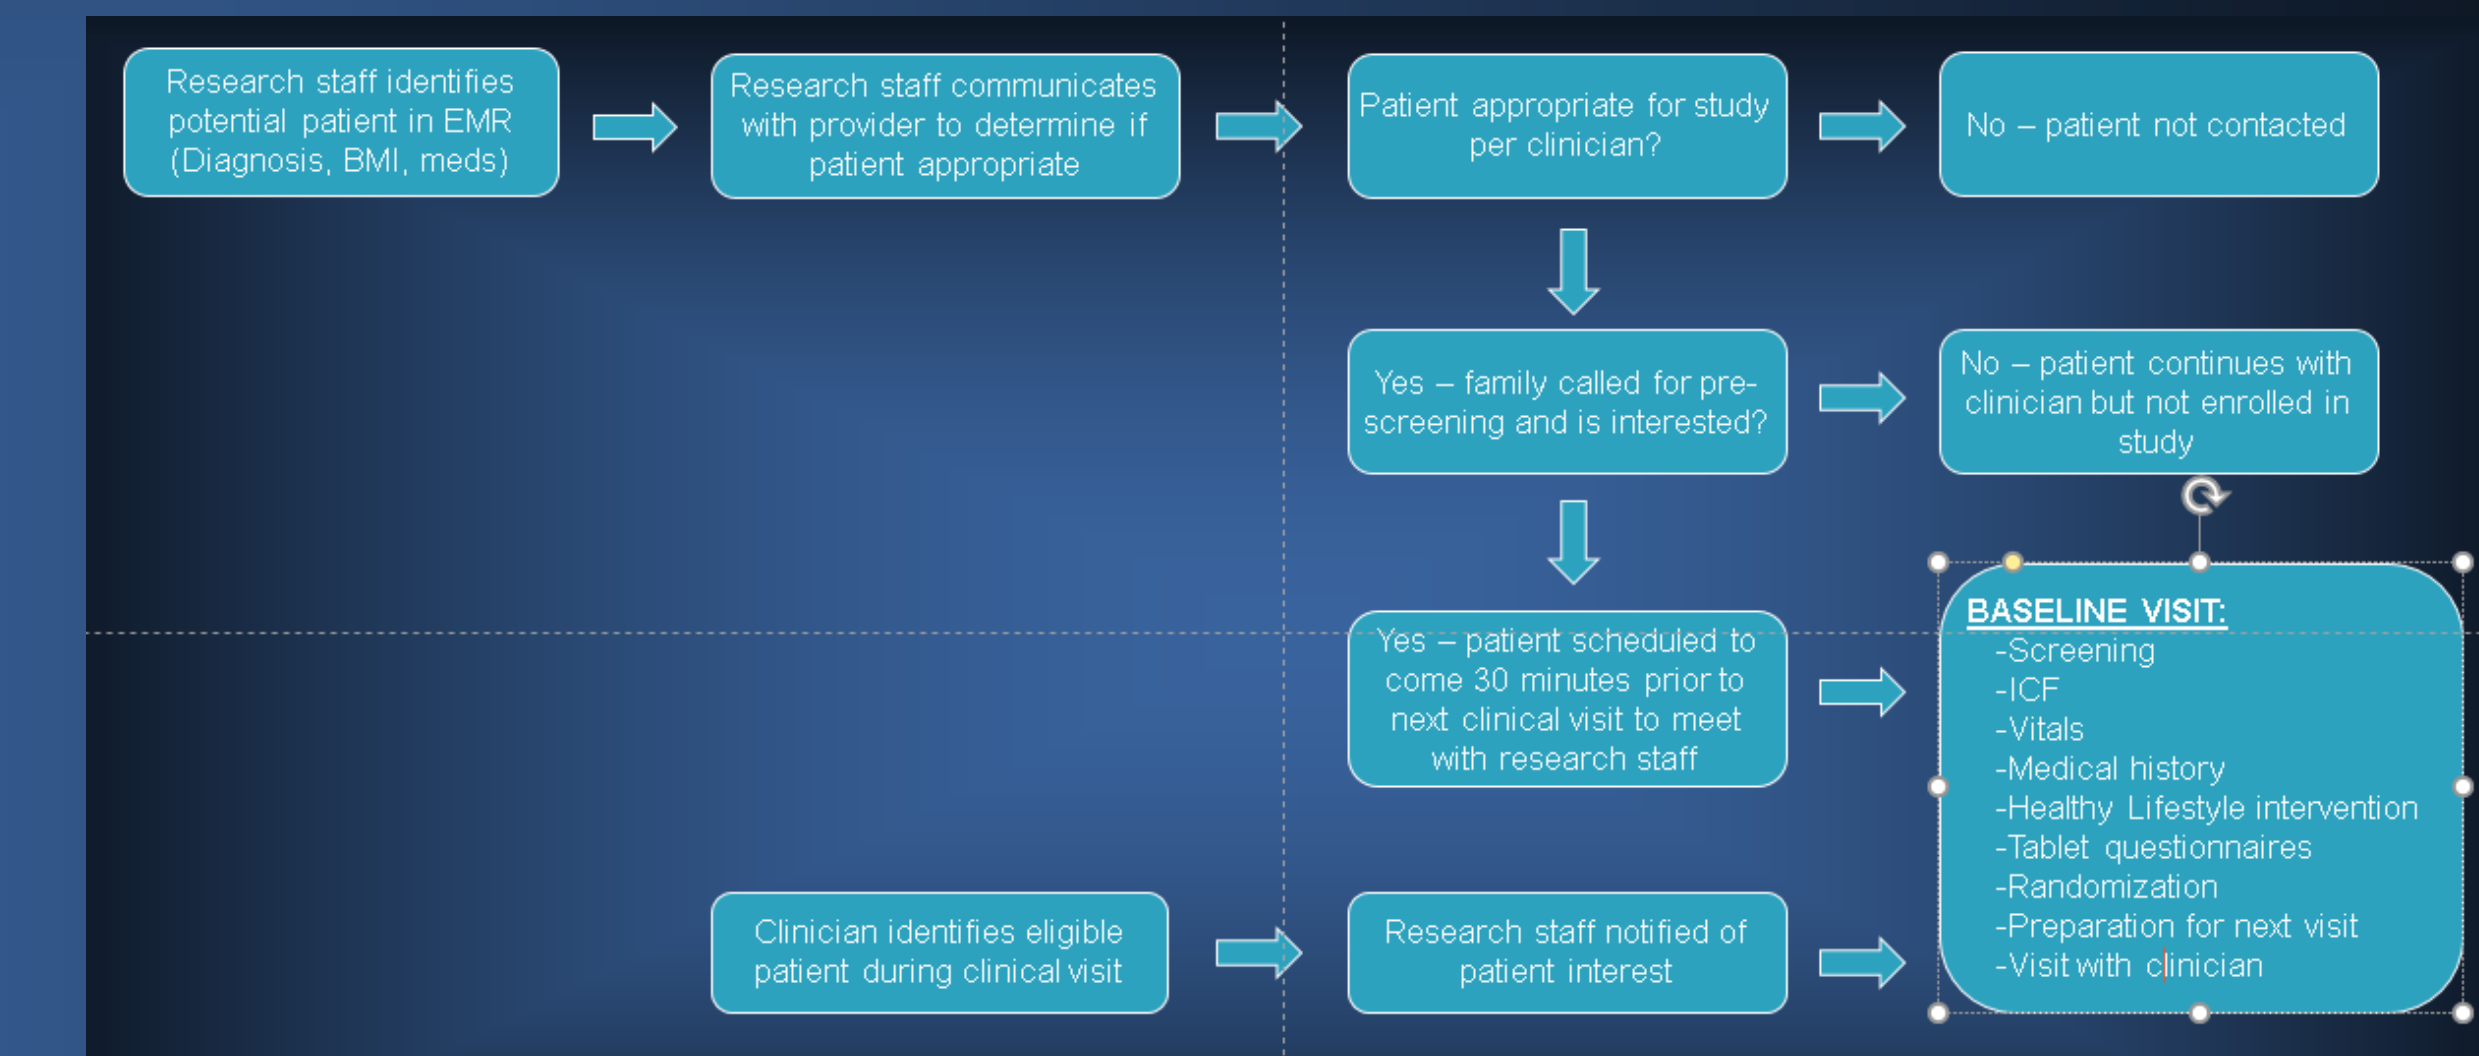 Research staff identifies
potential patient in EMR
(Diagnosis, BMI, meds)
Research staff communicates
with provider to determine if
patient appropriate
Patient appropriate for study
per clinician?
No – patient not contacted
Yes – family called for pre-
screening and is interested?
No – patient continues with
clinician but not enrolled in
study
Yes – patient scheduled to
come 30 minutes prior to
next clinical visit to meet
with research staff
BASELINE VISIT:
-Screening
-ICF
-Vitals
-Medical history
-Healthy Lifestyle intervention
-Tablet questionnaires
-Randomization
-Preparation for next visit
-Visit with clinician
Clinician identifies eligible
patient during clinical visit
Research staff notified of
patient interest